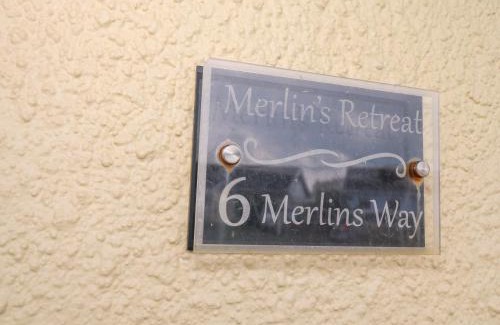 Merlin's Retreat
6 Merlins Way